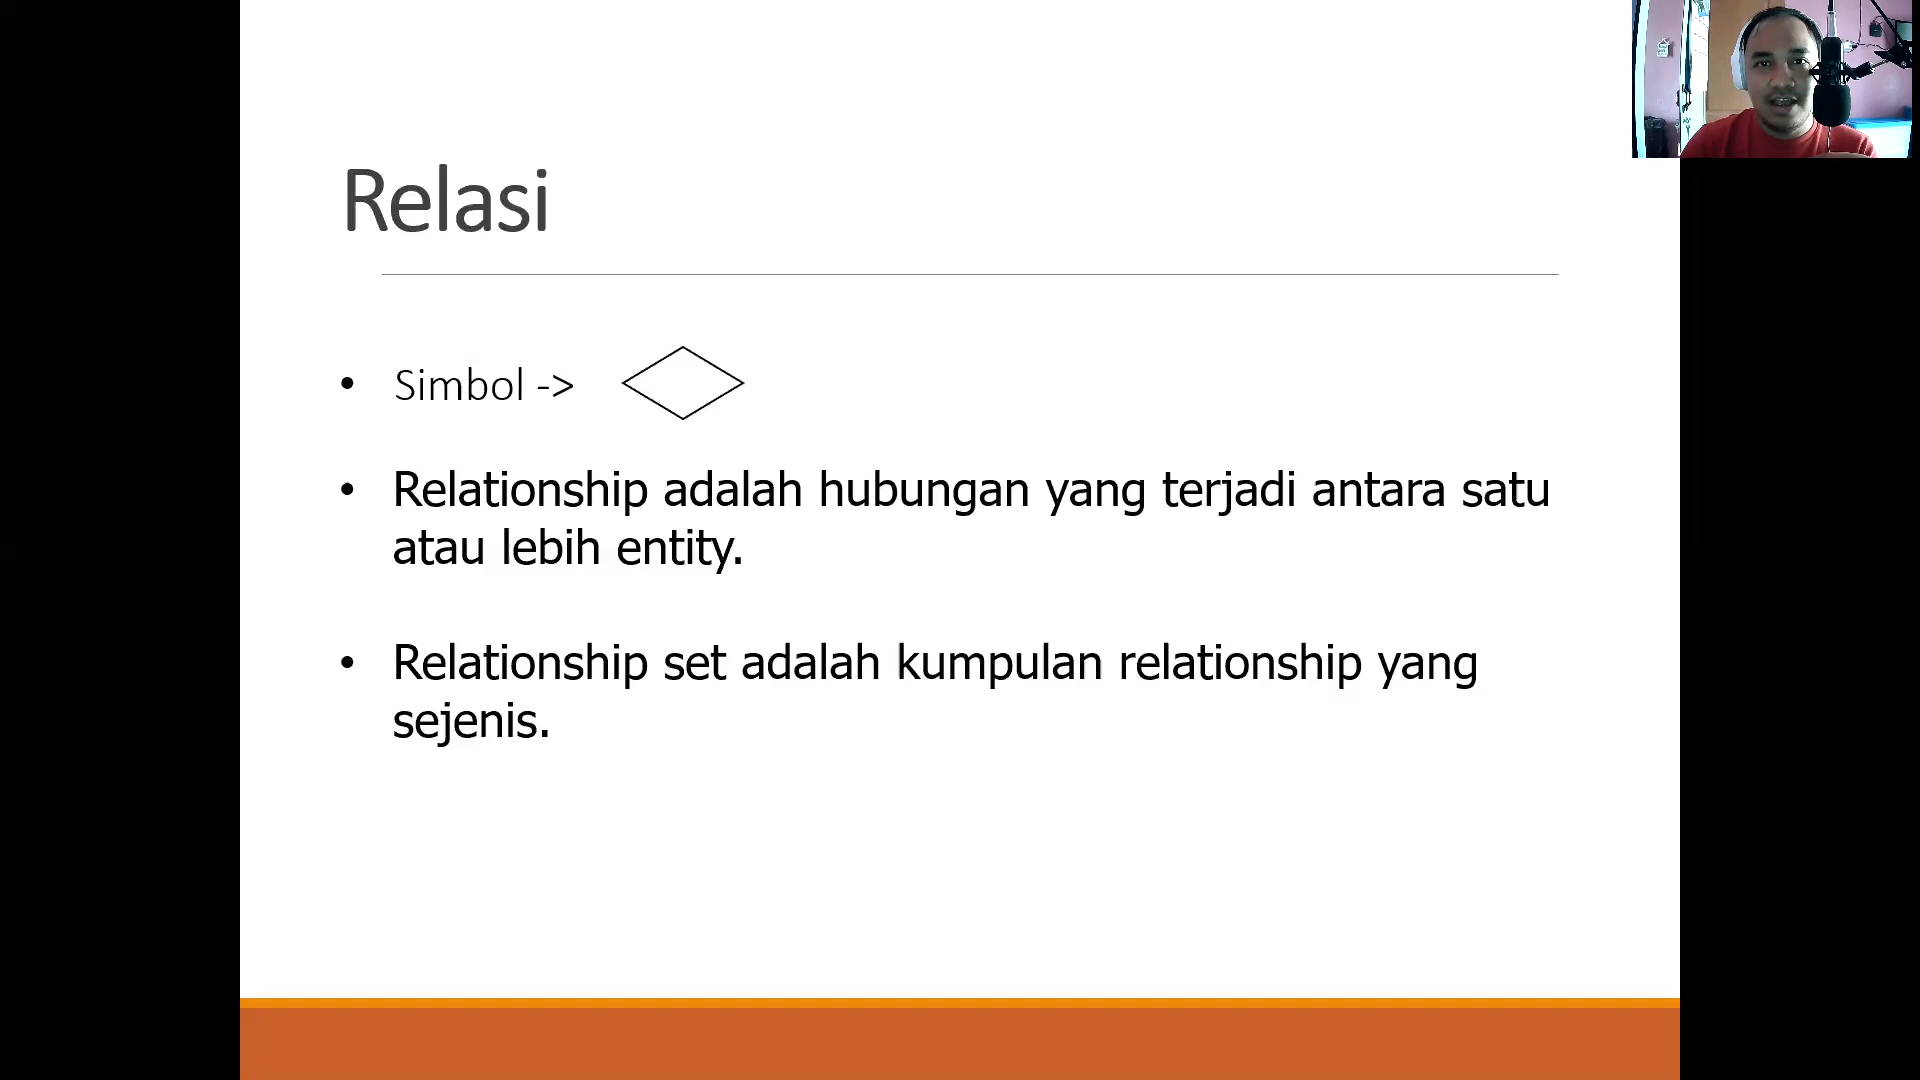 Relasi
• Simbol ->
• Relationship adalah hubungan yang terjadi antara satu
atau lebih entity.
• Relationship set adalah kumpulan relationship yang
sejenis.